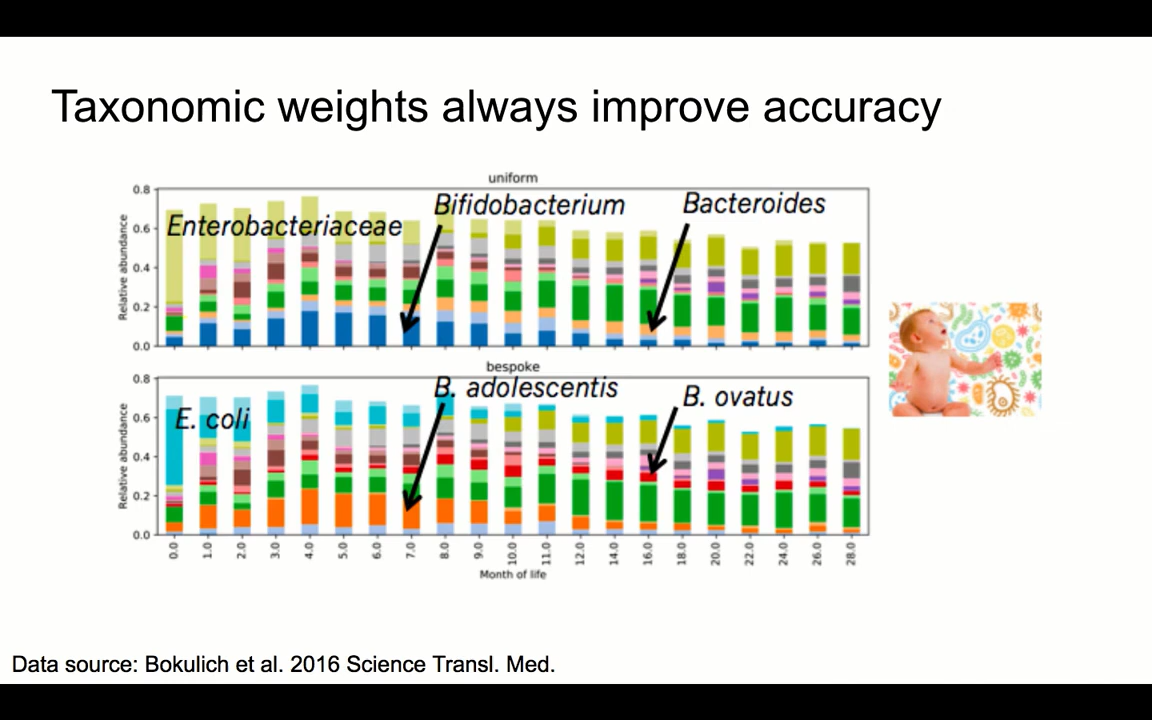 Taxonomic weights always improve accuracy
uniform
0.8
0.6
0.4
0.2
0.0
Relative abundance
Enterobacteriaceae
Bifidobacterium
Bacteroides
bespoke
0.8
0.6
0.4
0.2
0.0
Relative abundance
E. coli
B. adolescentis
B. ovatus
0.0 1.0 2.0 3.0 4.0 5.0 6.0 7.0 8.0 9.0 10.0 11.0 12.0 14.0 16.0 18.0 20.0 22.0 24.0 26.0 28.0
Month of life
Data source: Bokulich et al. 2016 Science Transl. Med.